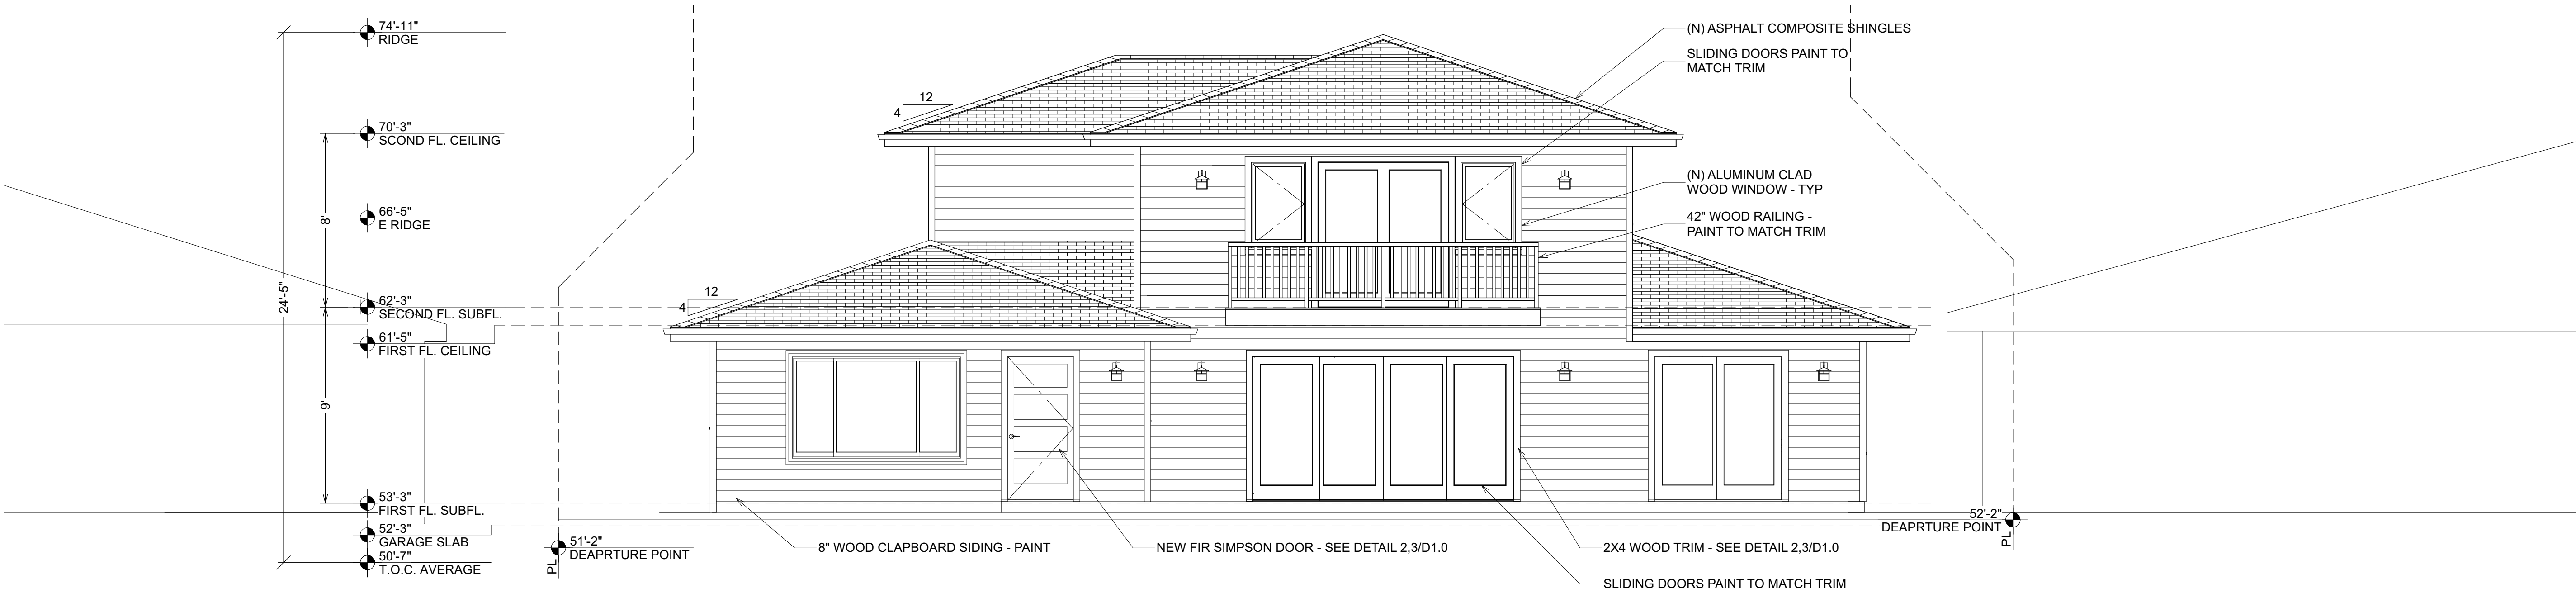 74'-11"
RIDGE
70'-3"
SCOND FL. CEILING
66'-5"
E RIDGE
62'-3"
SECOND FL. SUBFL.
61'-5"
FIRST FL. CEILING
53'-3"
FIRST FL. SUBFL.
52'-3"
GARAGE SLAB
50'-7"
T.O.C. AVERAGE
24'-5"
8'
9'
12
4
12
4
(N) ASPHALT COMPOSITE SHINGLES
SLIDING DOORS PAINT TO
MATCH TRIM
(N) ALUMINUM CLAD
WOOD WINDOW - TYP
42" WOOD RAILING -
PAINT TO MATCH TRIM
PL
51'-2"
DEAPRTURE POINT
8" WOOD CLAPBOARD SIDING - PAINT
NEW FIR SIMPSON DOOR - SEE DETAIL 2,3/D1.0
2X4 WOOD TRIM - SEE DETAIL 2,3/D1.0
SLIDING DOORS PAINT TO MATCH TRIM
52'-2"
DEAPRTURE POINT
PL